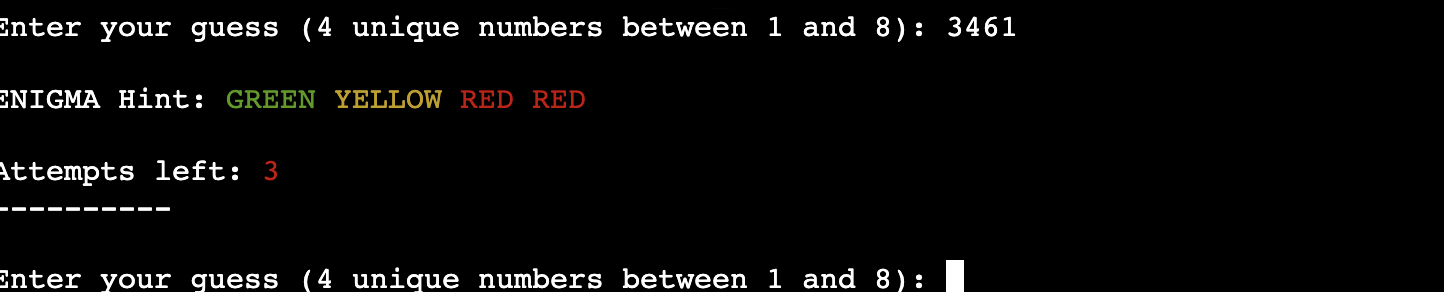 Enter your guess (4 unique numbers between 1 and 8): 3461
ENIGMA Hint: GREEN YELLOW RED RED
Attempts left: 3
----------
Enter your guess (4 unique numbers between 1 and 8):